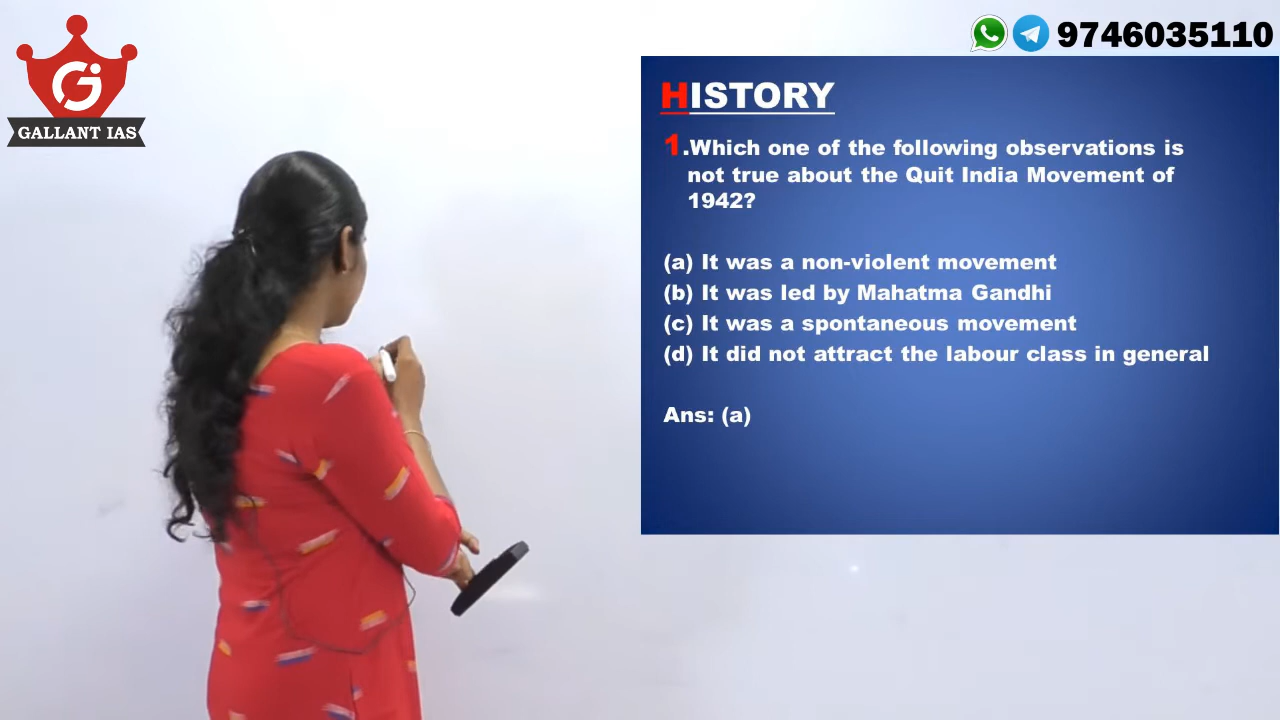 9746035110
GALLANT IAS
HISTORY
1.Which one of the following observations is
not true about the Quit India Movement of
1942?
(a) It was a non-violent movement
(b) It was led by Mahatma Gandhi
(c) It was a spontaneous movement
(d) It did not attract the labour class in general
Ans: (a)